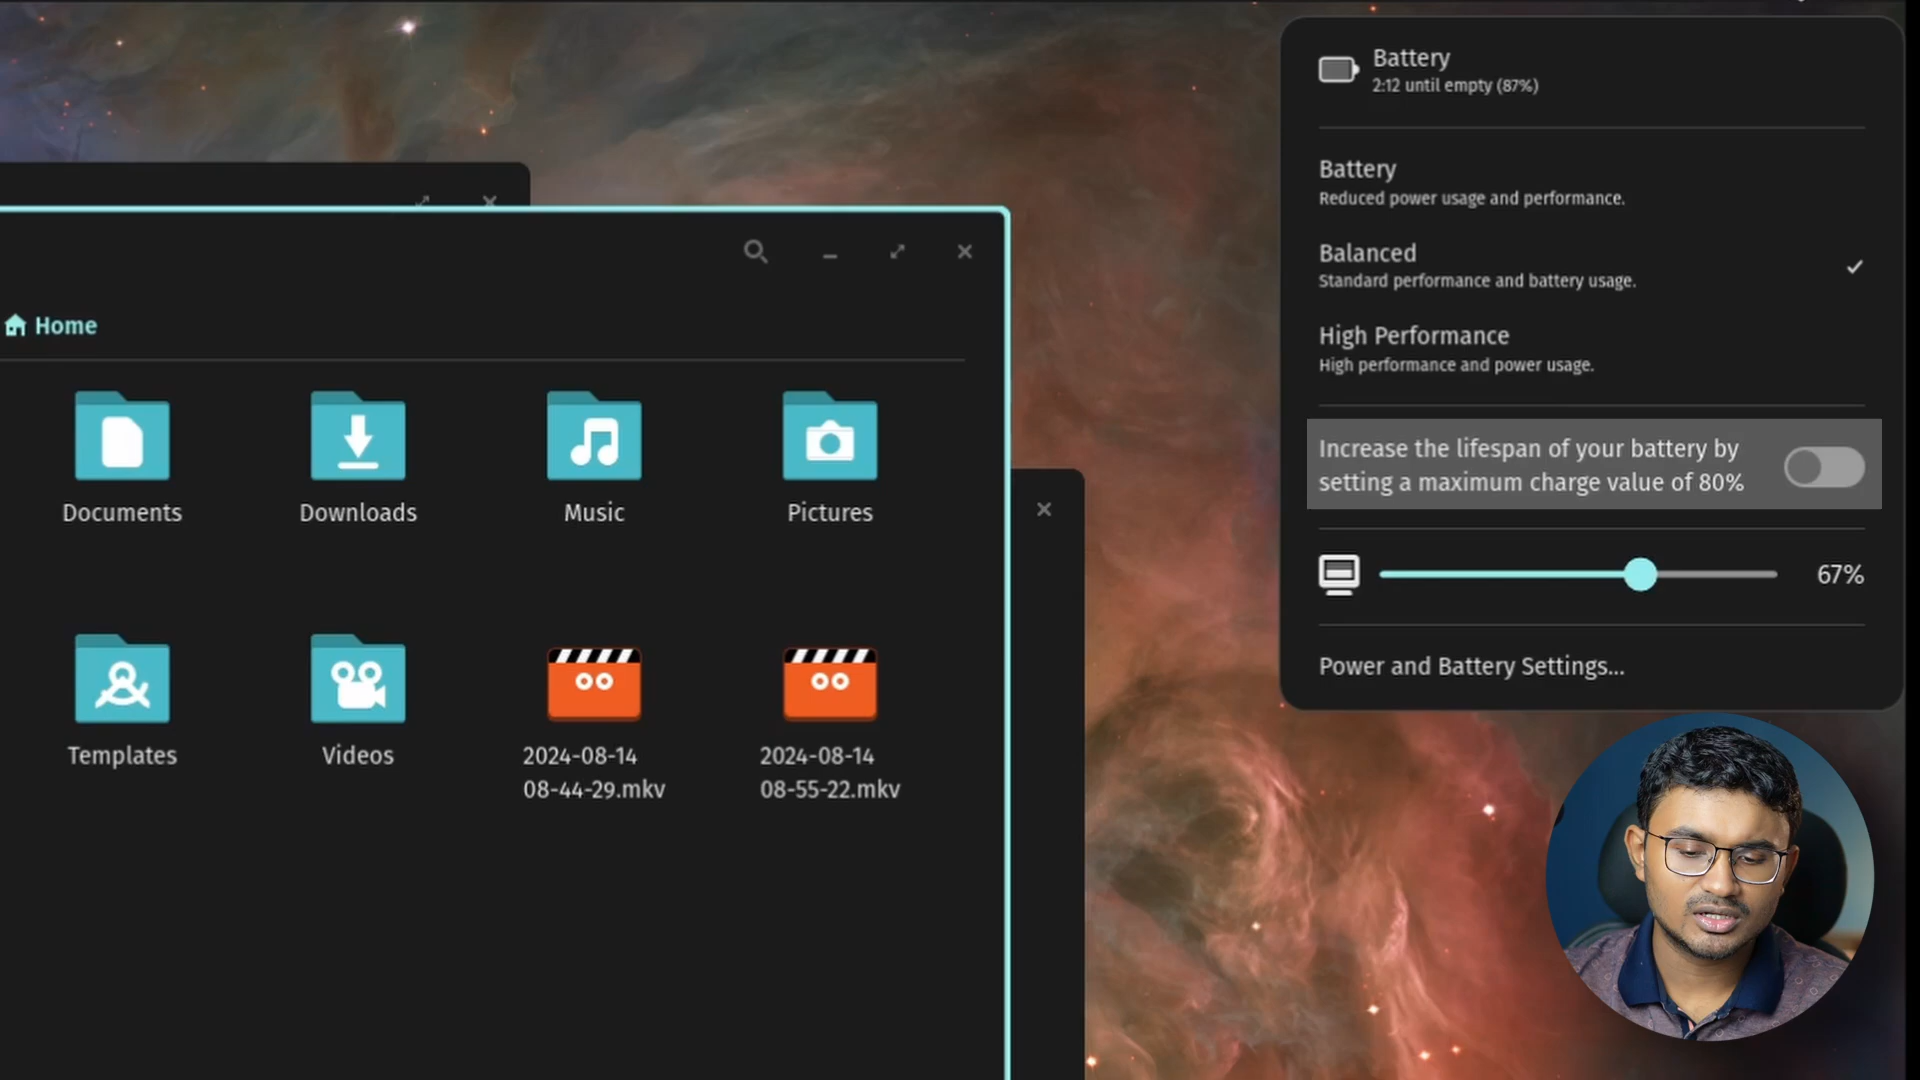 Battery
2:12 until empty (87%)
Battery
Reduced power usage and performance.
Balanced
Standard performance and battery usage.
High Performance
High performance and power usage.
Increase the lifespan of your battery by
setting a maximum charge value of 80%
67%
Power and Battery Settings...
Home
Documents
Downloads
Music
Pictures
Templates
Videos
2024-08-14
08-44-29.mkv
2024-08-14
08-55-22.mkv